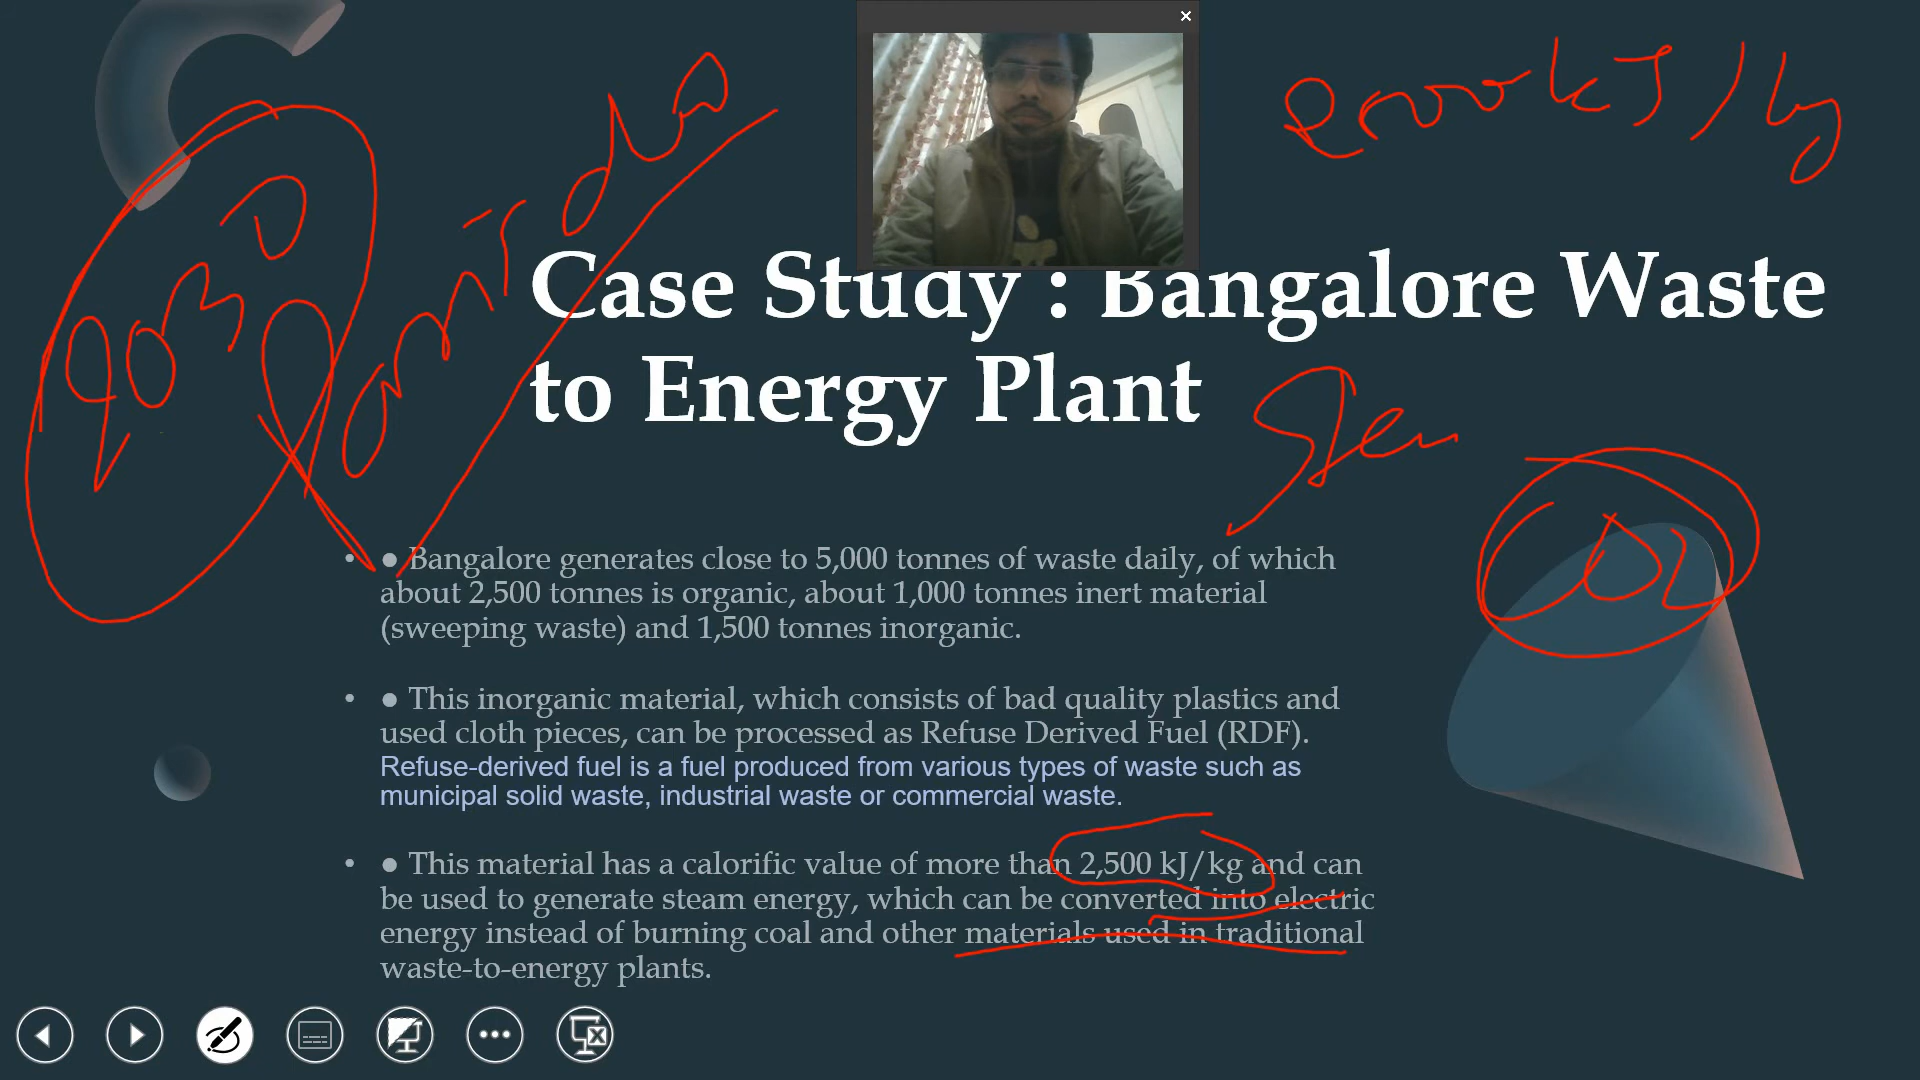 2030
kJ/kg
Case Study : Bangalore Waste
to Energy Plant
• ● Bangalore generates close to 5,000 tonnes of waste daily, of which
about 2,500 tonnes is organic, about 1,000 tonnes inert material
(sweeping waste) and 1,500 tonnes inorganic.
• ● This inorganic material, which consists of bad quality plastics and
used cloth pieces, can be processed as Refuse Derived Fuel (RDF).
Refuse-derived fuel is a fuel produced from various types of waste such as
municipal solid waste, industrial waste or commercial waste.
• ● This material has a calorific value of more than 2,500 kJ/kg and can
be used to generate steam energy, which can be converted into electric
energy instead of burning coal and other materials used in traditional
waste-to-energy plants.